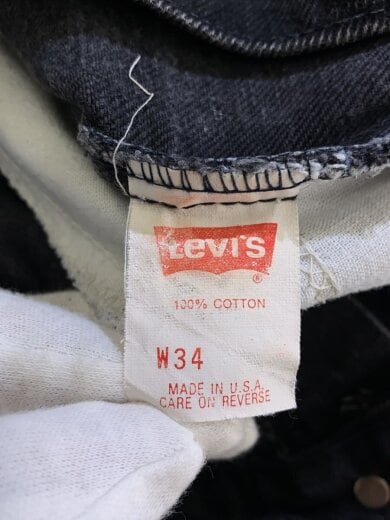 Levi's
®
100% COTTON
W34
MADE IN U.S.A.
CARE ON REVERSE